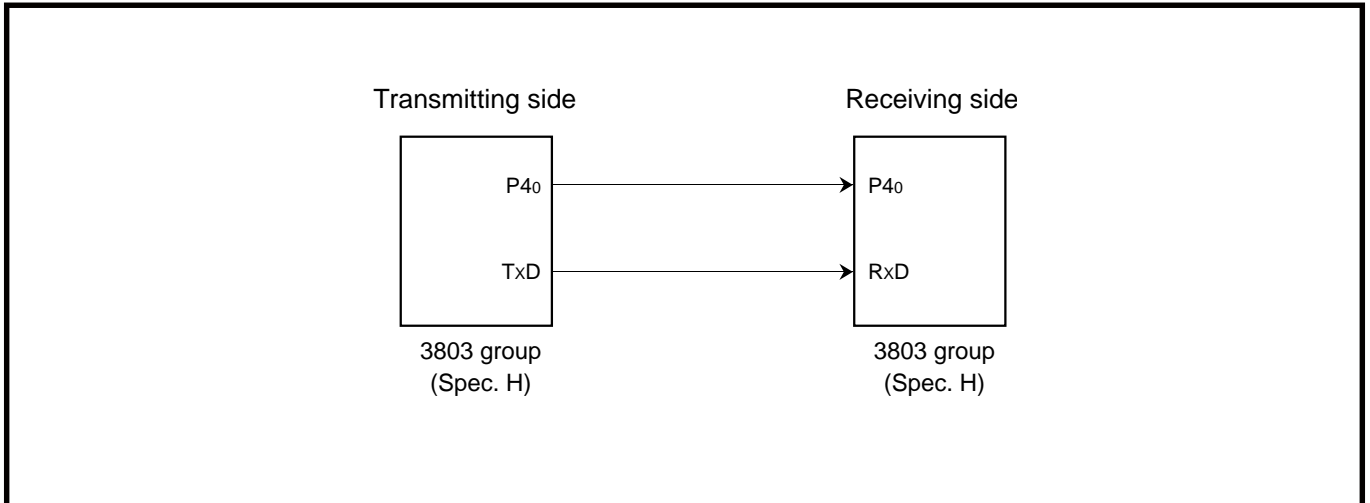 Transmitting side
Receiving side
P40
P40
TxD
RxD
3803 group
(Spec. H)
3803 group
(Spec. H)